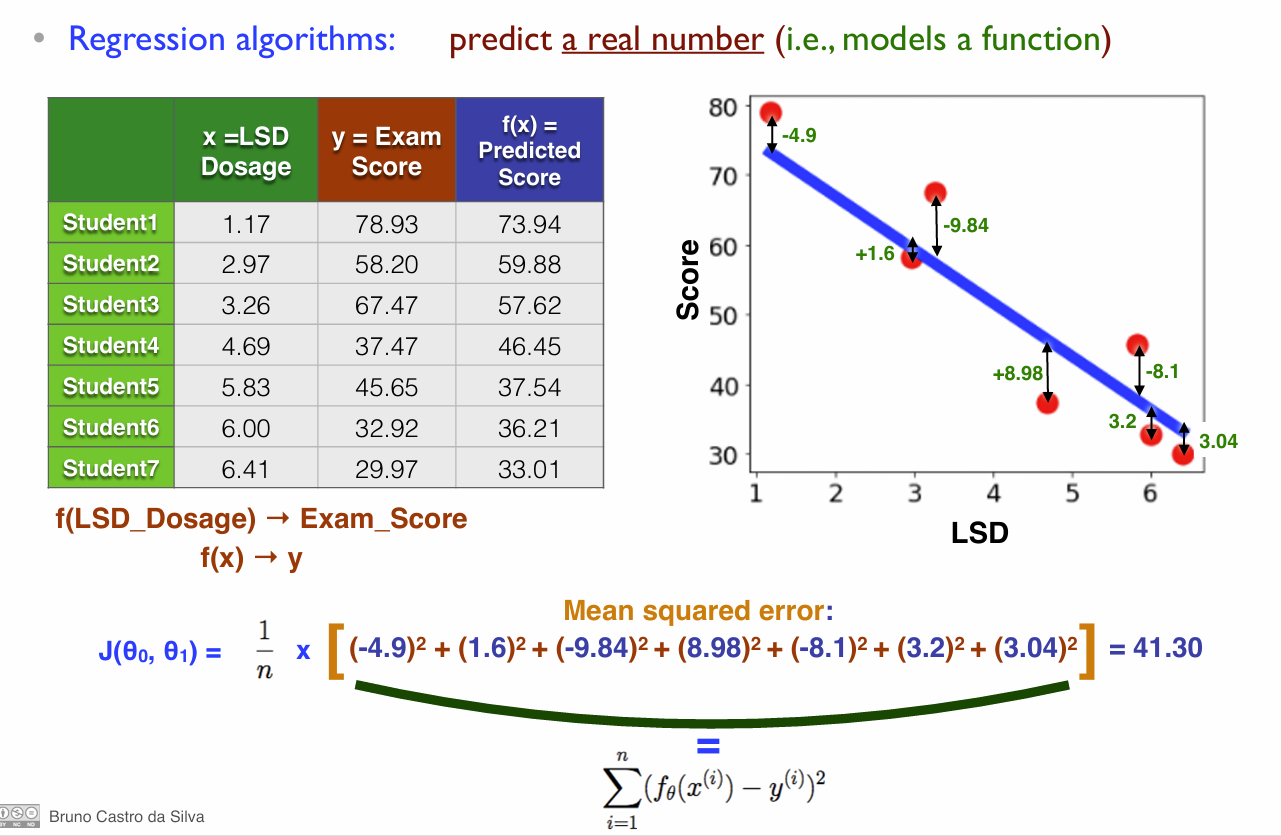 • Regression algorithms: predict a real number (i.e., models a function)
x =LSD Dosage y = Exam Score f(x) = Predicted Score
Student1 1.17 78.93 73.94
Student2 2.97 58.20 59.88
Student3 3.26 67.47 57.62
Student4 4.69 37.47 46.45
Student5 5.83 45.65 37.54
Student6 6.00 32.92 36.21
Student7 6.41 29.97 33.01
f(LSD_Dosage) → Exam_Score
f(x) → y
Score
80
70
60
50
40
30
-4.9
-9.84
+1.6
+8.98
-8.1
3.2
3.04
1 2 3 4 5 6
LSD
Mean squared error:
J(θ₀, θ₁) = 1/n x [(-4.9)² + (1.6)² + (-9.84)² + (8.98)² + (-8.1)² + (3.2)² + (3.04)²] = 41.30
=
n
∑(f_θ(x⁽ⁱ⁾) − y⁽ⁱ⁾)²
i=1
BY NC ND
Bruno Castro da Silva